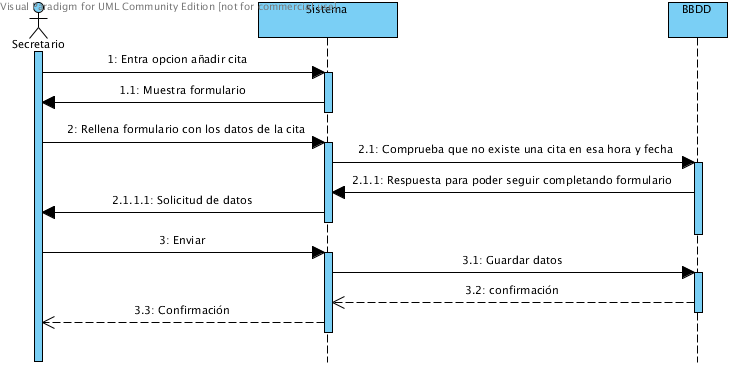 Visual Paradigm for UML Community Edition [not for commercial use]
Sistema
BBDD
Secretario
1: Entra opcion añadir cita
1.1: Muestra formulario
2: Rellena formulario con los datos de la cita
2.1: Comprueba que no existe una cita en esa hora y fecha
2.1.1: Respuesta para poder seguir completando formulario
2.1.1.1: Solicitud de datos
3: Enviar
3.1: Guardar datos
3.2: confirmación
3.3: Confirmación